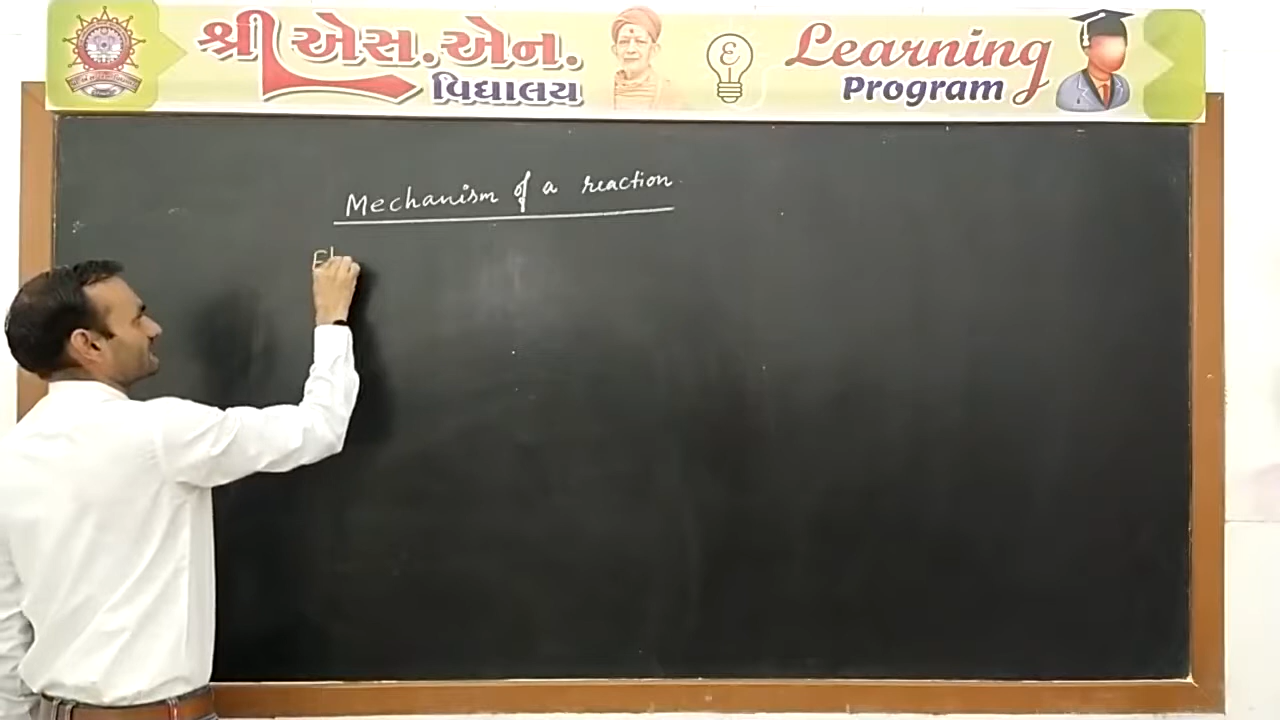 શ્રી એસ.એન.
વિદ્યાલય
Learning
Program
Mechanism of a reaction